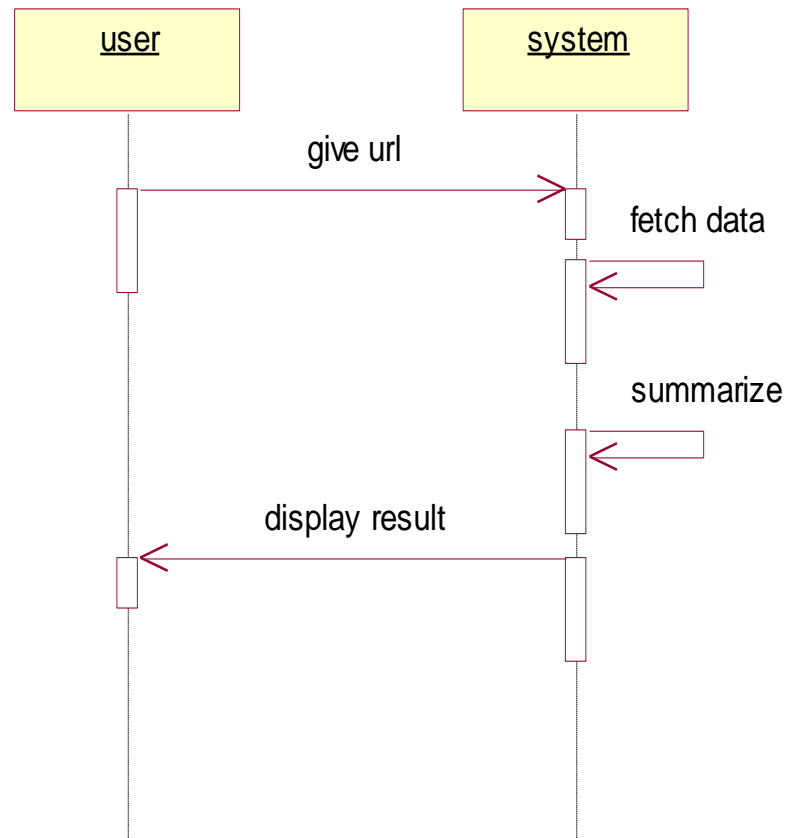 user
system
give url
fetch data
summarize
display result